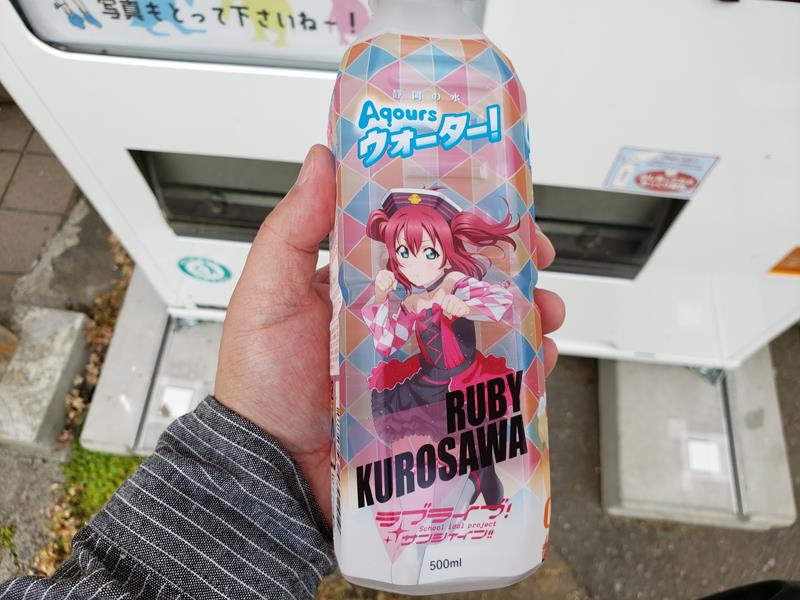 写真もとって下さいねー!
静岡の水
Aqours
ウォーター!
RUBY
KUROSAWA
ラブライブ!
School idol project
サンシャイン!!
500ml